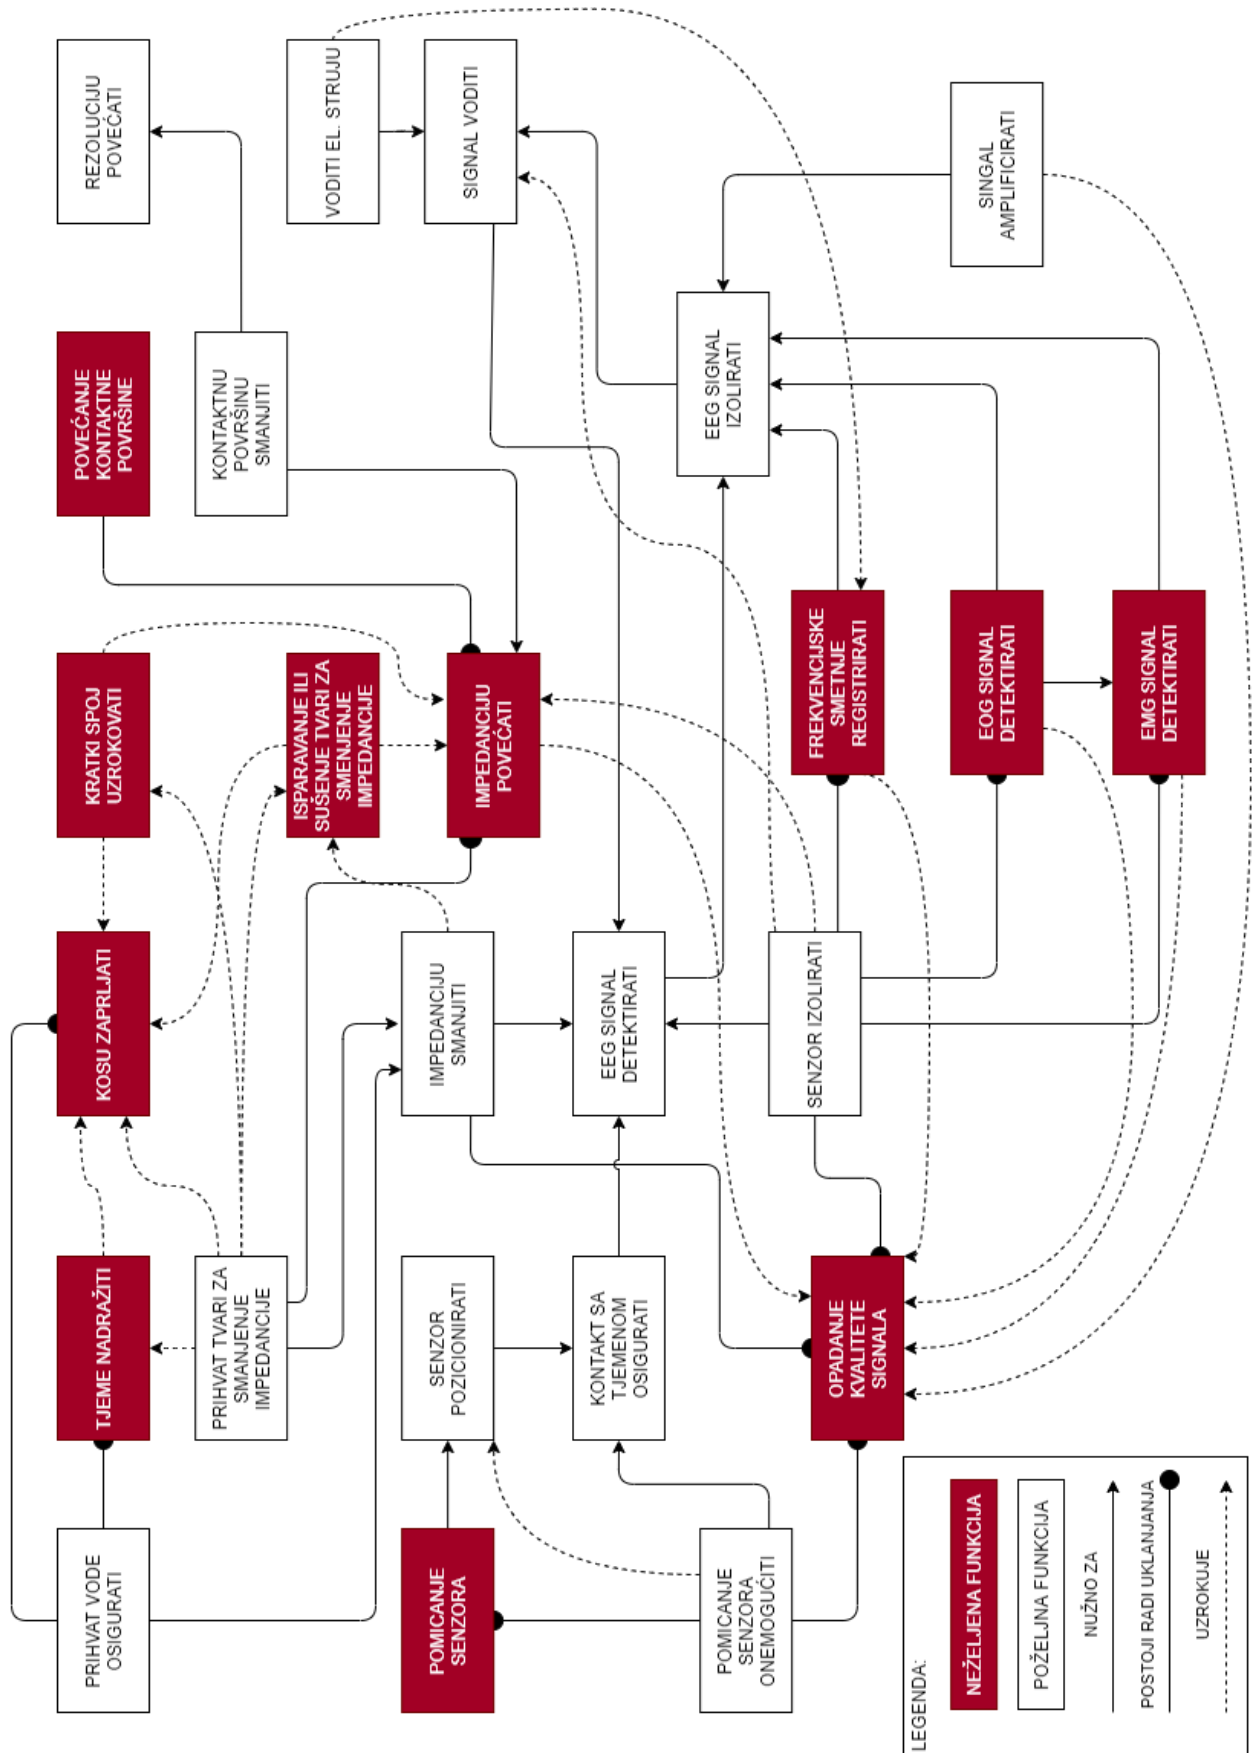 PRIHVAT VODE
OSIGURATI
TJEME NADRAŽITI
KOSU ZAPRLJATI
KRATKI SPOJ
UZROKOVATI
POVEĆANJE
KONTAKTNE
POVRŠINE
REZOLUCIJU
POVEĆATI
PRIHVAT TVARI ZA
SMANJENJE
IMPEDANCIJE
KONTAKTNU
POVRŠINU
SMANJITI
ISPARAVANJE ILI
SUŠENJE TVARI ZA
SMENJENJE
IMPEDANCIJE
VODITI EL. STRUJU
POMICANJE
SENZORA
SENZOR
POZICIONIRATI
IMPEDANCIJU
SMANJITI
IMPEDANCIJU
POVEĆATI
SIGNAL VODITI
KONTAKT SA
TJEMENOM
OSIGURATI
EEG SIGNAL
DETEKTIRATI
POMICANJE
SENZORA
ONEMOGUĆITI
EEG SIGNAL
IZOLIRATI
OPADANJE
KVALITETE
SIGNALA
SENZOR IZOLIRATI
FREKVENCIJSKE
SMETNJE
REGISTRIRATI
EOG SIGNAL
DETEKTIRATI
SINGAL
AMPLIFICIRATI
EMG SIGNAL
DETEKTIRATI
LEGENDA:
NEŽELJENA FUNKCIJA
POŽELJNA FUNKCIJA
NUŽNO ZA
POSTOJI RADI UKLANJANJA
UZROKUJE